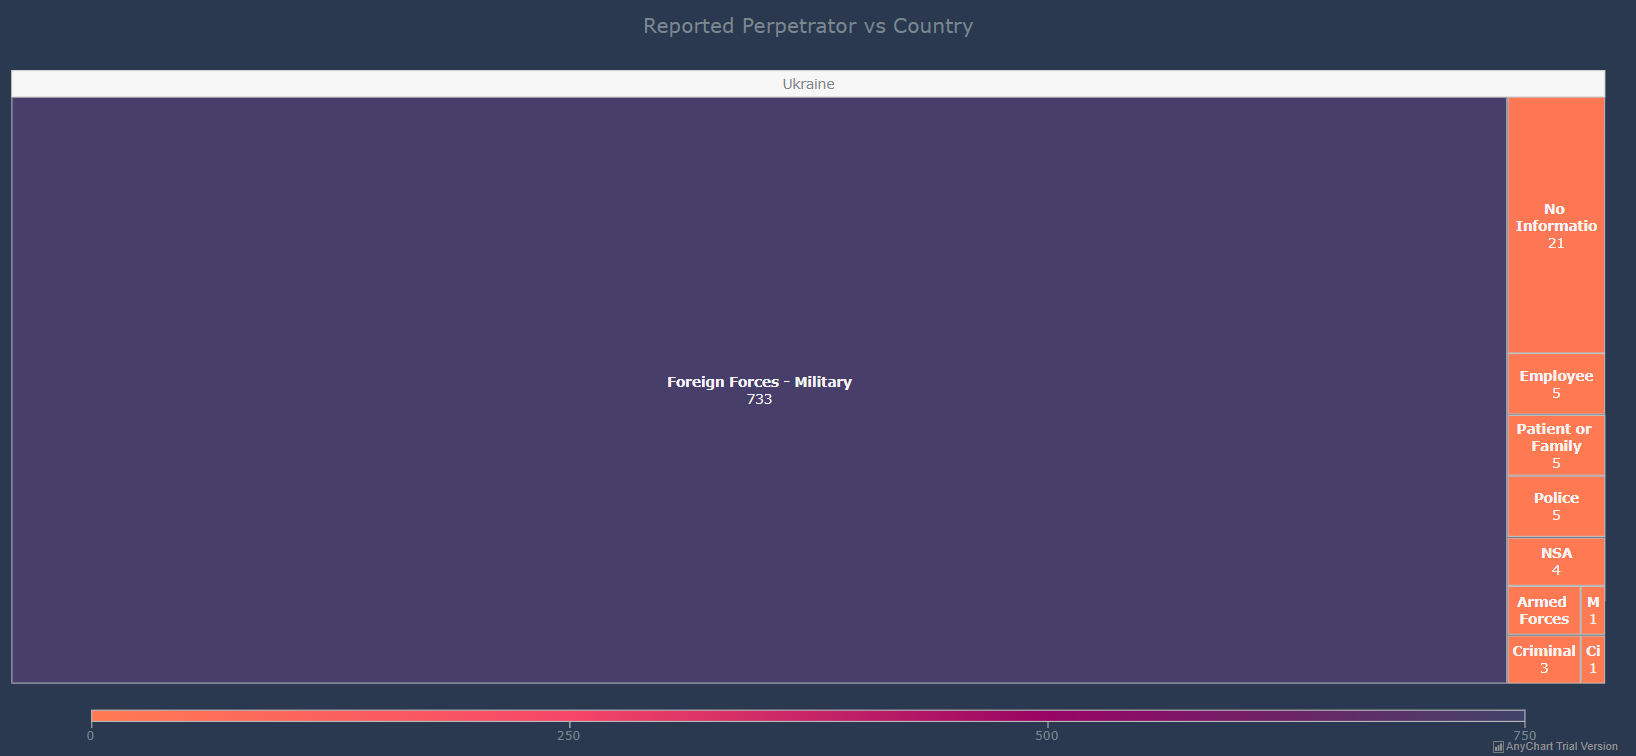 Reported Perpetrator vs Country
Ukraine
Foreign Forces - Military
733
No
Informatio
21
Employee
5
Patient or
Family
5
Police
5
NSA
4
Armed
Forces
M
1
Criminal
3
Ci
1
0
250
500
750
AnyChart Trial Version